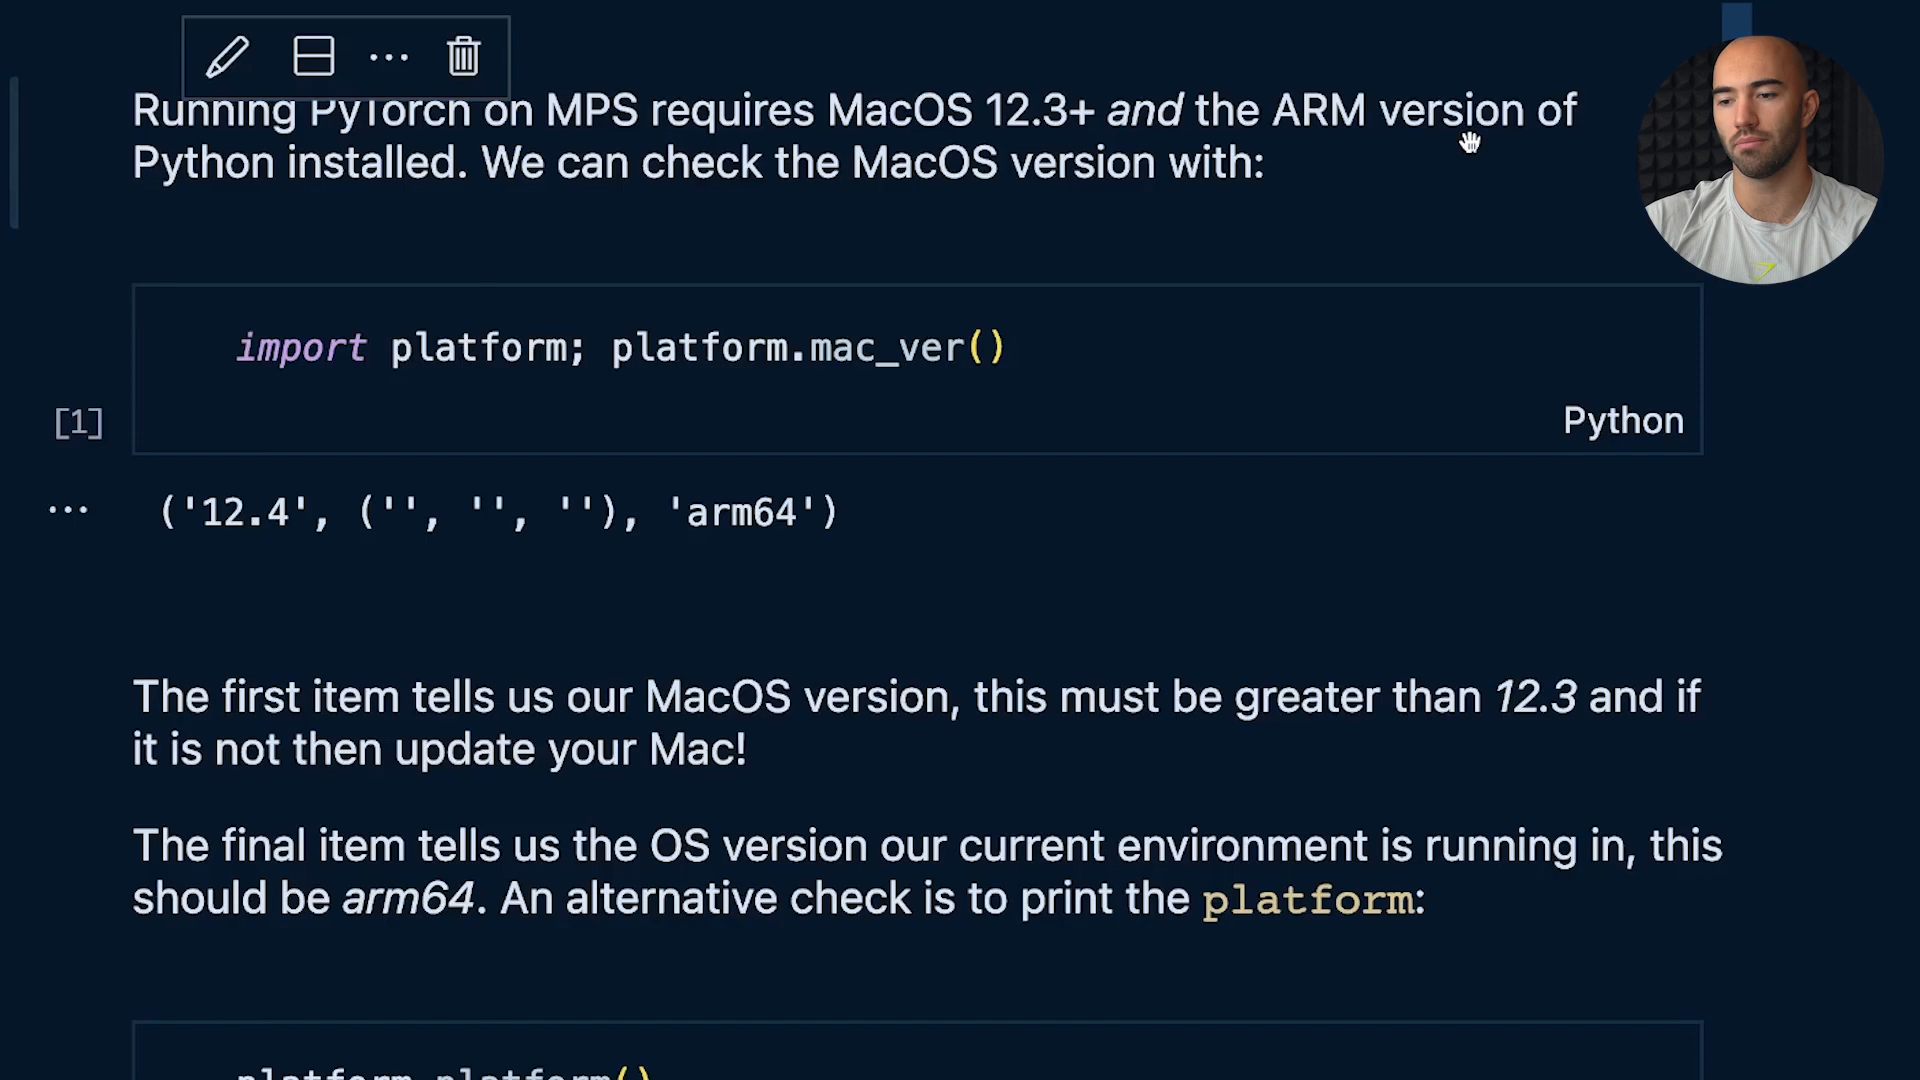 Running PyTorch on MPS requires MacOS 12.3+ and the ARM version of
Python installed. We can check the MacOS version with:
import platform; platform.mac_ver()
[1]
Python
('12.4', ('', '', ''), 'arm64')
The first item tells us our MacOS version, this must be greater than 12.3 and if
it is not then update your Mac!
The final item tells us the OS version our current environment is running in, this
should be arm64. An alternative check is to print the platform:
platform.platform()